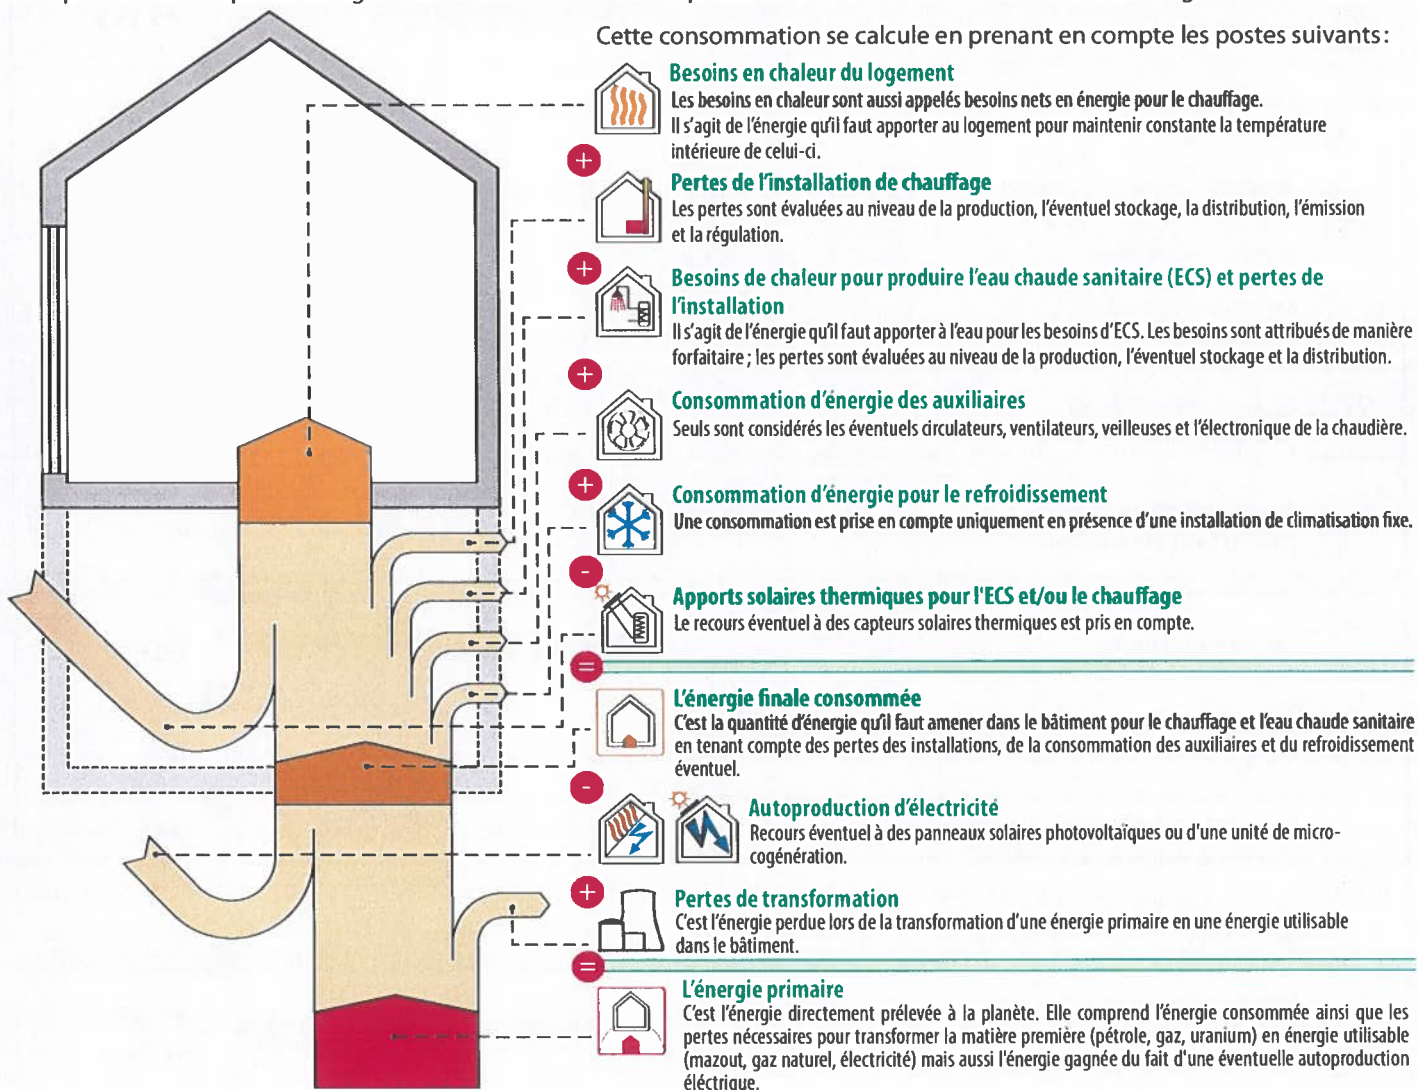 Cette consommation se calcule en prenant en compte les postes suivants :
Besoins en chaleur du logement
Les besoins en chaleur sont aussi appelés besoins nets en énergie pour le chauffage.
Il s'agit de l'énergie qu'il faut apporter au logement pour maintenir constante la température
intérieure de celui-ci.
+
Pertes de l'installation de chauffage
Les pertes sont évaluées au niveau de la production, l'éventuel stockage, la distribution, l'émission
et la régulation.
+
Besoins de chaleur pour produire l'eau chaude sanitaire (ECS) et pertes de
l'installation
Il s'agit de l'énergie qu'il faut apporter à l'eau pour les besoins d'ECS. Les besoins sont attribués de manière
forfaitaire ; les pertes sont évaluées au niveau de la production, l'éventuel stockage et la distribution.
+
Consommation d'énergie des auxiliaires
Seuls sont considérés les éventuels circulateurs, ventilateurs, veilleuses et l'électronique de la chaudière.
+
Consommation d'énergie pour le refroidissement
Une consommation est prise en compte uniquement en présence d'une installation de climatisation fixe.
-
Apports solaires thermiques pour l'ECS et/ou le chauffage
Le recours éventuel à des capteurs solaires thermiques est pris en compte.
=
L'énergie finale consommée
C'est la quantité d'énergie qu'il faut amener dans le bâtiment pour le chauffage et l'eau chaude sanitaire
en tenant compte des pertes des installations, de la consommation des auxiliaires et du refroidissement
éventuel.
-
Autoproduction d'électricité
Recours éventuel à des panneaux solaires photovoltaïques ou d'une unité de micro-
cogénération.
+
Pertes de transformation
C'est l'énergie perdue lors de la transformation d'une énergie primaire en une énergie utilisable
dans le bâtiment.
=
L'énergie primaire
C'est l'énergie directement prélevée à la planète. Elle comprend l'énergie consommée ainsi que les
pertes nécessaires pour transformer la matière première (pétrole, gaz, uranium) en énergie utilisable
(mazout, gaz naturel, électricité) mais aussi l'énergie gagnée du fait d'une éventuelle autoproduction
éléctrique.